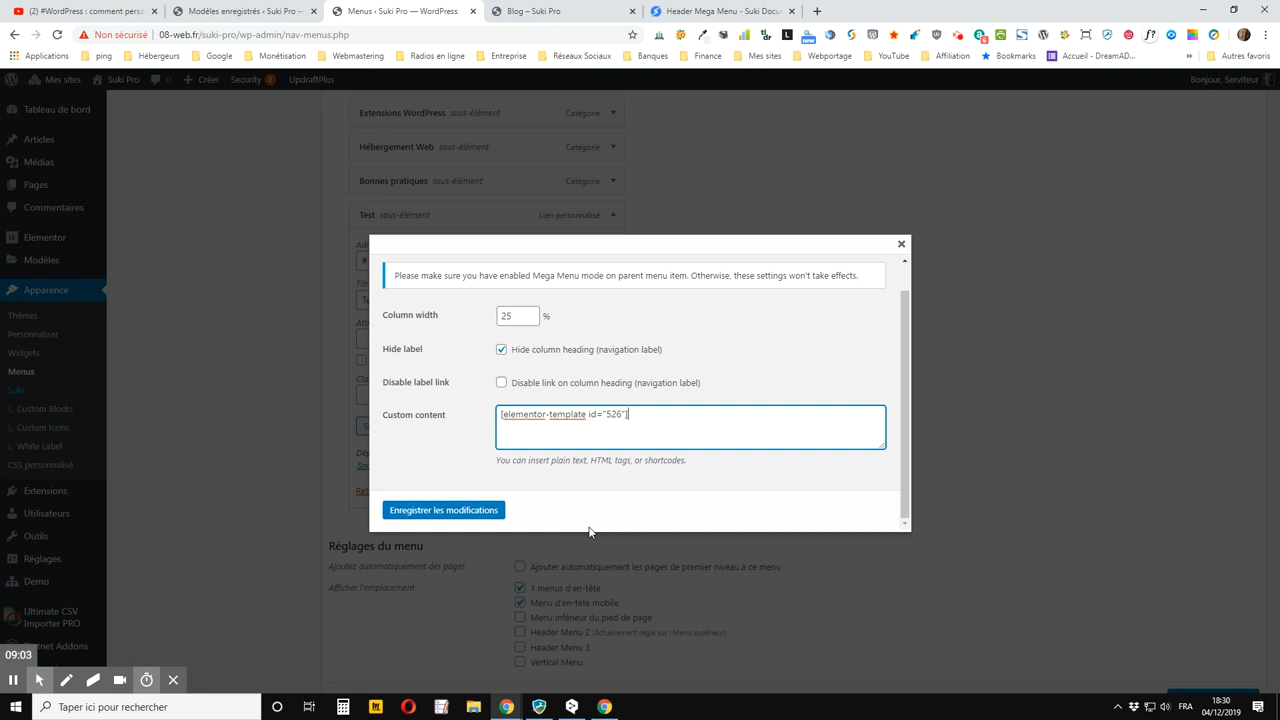 (2) #WordPress : comment person
Modèles enregistrés ‹ Suki Pro —
Menus ‹ Suki Pro — WordPress
Blog – Suki Pro
Header Mega Menu - Suki Docum
Non sécurisé
08-web.fr/suki-pro/wp-admin/nav-menus.php
Applications
ping
Hébergeurs
Google
Monétisation
Webmastering
Radios en ligne
Entreprise
Réseaux Sociaux
Banques
Finance
Mes sites
Webportage
YouTube
Affiliation
Bookmarks
Accueil - DreamAD...
Autres favoris
Mes sites
Suki Pro
0
Créer
Security 2
UpdraftPlus
Bonjour, Serviteur
Tableau de bord
Articles
Médias
Pages
Commentaires
Elementor
Modèles
Apparence
Thèmes
Personnaliser
Widgets
Menus
Suki
Custom Blocks
Custom Icons
White Label
CSS personnalisé
Extensions
Utilisateurs
Outils
Réglages
Demo
Ultimate CSV
Importer PRO
Addons
Extensions WordPress sous-élément Catégorie
Hébergement Web sous-élément Catégorie
Bonnes pratiques sous-élément Catégorie
Test sous-élément Lien personnalisé
Please make sure you have enabled Mega Menu mode on parent menu item. Otherwise, these settings won't take effects.
Column width
25 %
Hide label
Hide column heading (navigation label)
Disable label link
Disable link on column heading (navigation label)
Custom content
[elementor-template id="526"]
You can insert plain text, HTML tags, or shortcodes.
Enregistrer les modifications
Réglages du menu
Ajoutez automatiquement des pages
Ajouter automatiquement les pages de premier niveau à ce menu
Afficher l'emplacement
1 menus d'en-tête
Menu d'en-tête mobile
Menu inférieur du pied de page
Header Menu 2 (Actuellement réglé sur : Menu supérieur)
Header Menu 3
Vertical Menu
09:03
Taper ici pour rechercher
FRA
18:30
04/12/2019